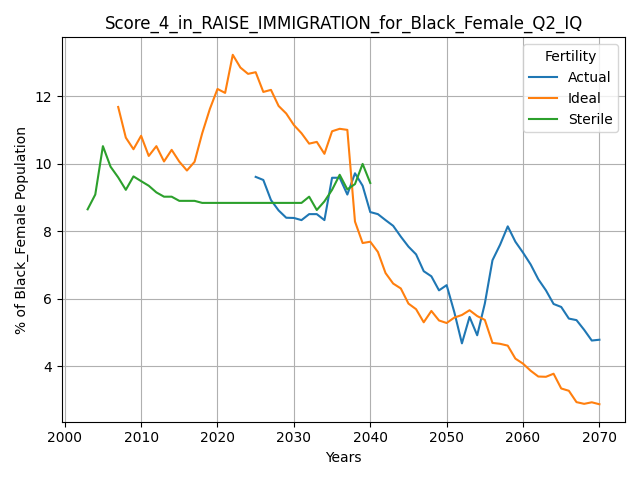 Score_4_in_RAISE_IMMIGRATION_for_Black_Female_Q2_IQ
% of Black_Female Population
12
10
8
6
4
Fertility
Actual
Ideal
Sterile
2000 2010 2020 2030 2040 2050 2060 2070
Years